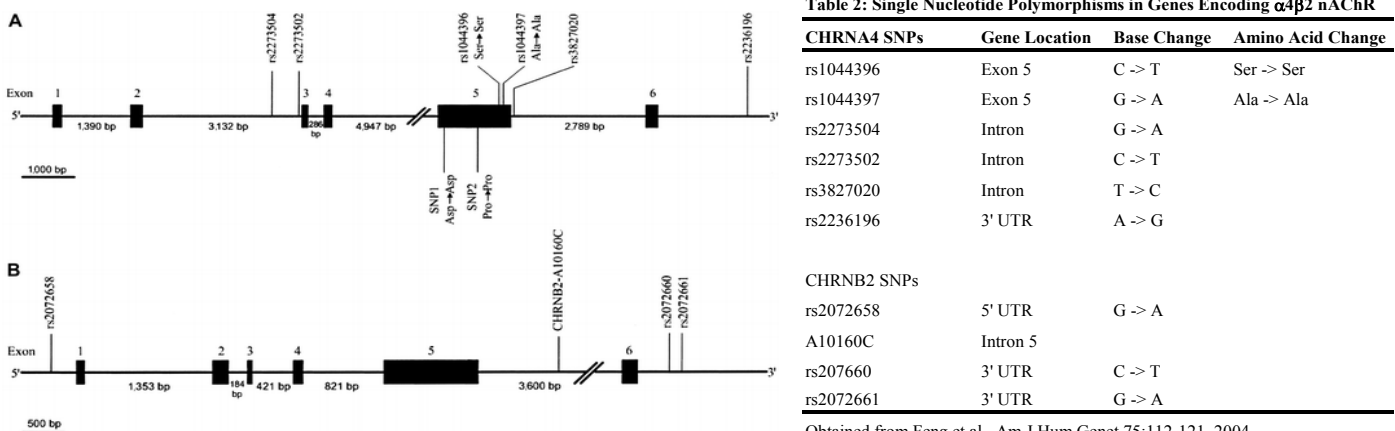 A
rs2273504
rs2273502
rs1044396
Ser→Ser
rs1044397
Ala→Ala
rs3827020
rs2236196
Exon 1 2 3 4 5 6
5' 3'
1,390 bp 3,132 bp 286 bp 4,947 bp 2,789 bp
1,000 bp
SNP1
Asp→Asp
SNP2
Pro→Pro
B
rs2072658
CHRNB2-A10160C
rs2072660
rs2072661
Exon 1 2 3 4 5 6
5' 3'
1,353 bp 184 bp 421 bp 821 bp 3,600 bp
500 bp
Table 2: Single Nucleotide Polymorphisms in Genes Encoding α4β2 nAChR
CHRNA4 SNPs Gene Location Base Change Amino Acid Change
rs1044396 Exon 5 C -> T Ser -> Ser
rs1044397 Exon 5 G -> A Ala -> Ala
rs2273504 Intron G -> A
rs2273502 Intron C -> T
rs3827020 Intron T -> C
rs2236196 3' UTR A -> G
CHRNB2 SNPs
rs2072658 5' UTR G -> A
A10160C Intron 5
rs207660 3' UTR C -> T
rs2072661 3' UTR G -> A
Obtained from Feng et al., Am J Hum Genet 75:112-121, 2004